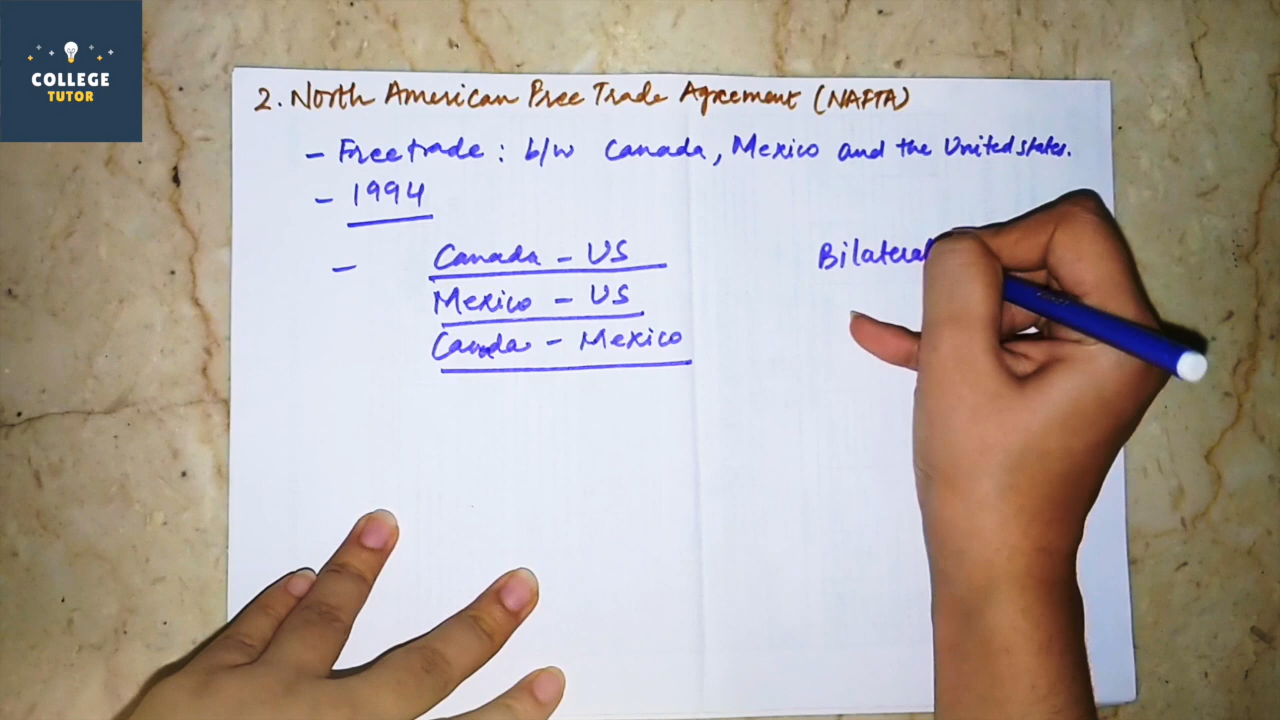 COLLEGE
TUTOR
2. North American Free Trade Agreement (NAFTA)
- Free trade : b/w Canada, Mexico and the United states.
- 1994
- Canada - US
Bilateral
Mexico - US
Canada - Mexico